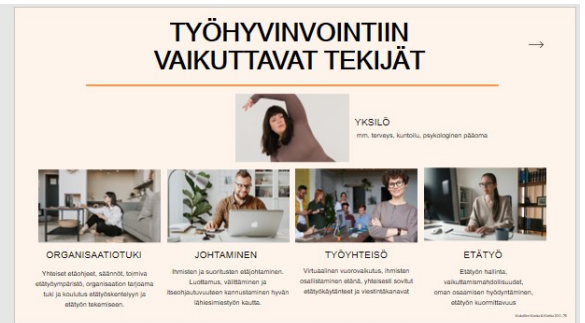 TYÖHYVINVOINTIIN
VAIKUTTAVAT TEKIJÄT
YKSILÖ
mm. terveys, kuntoilu, psykologinen pääoma
ORGANISAATIOTUKI
Yhteiset etäohjeet, säännöt, toimiva
etätyöympäristö, organisaation tarjoama
tuki ja koulutus etätyöskentelyyn ja
etätyön tekemiseen.
JOHTAMINEN
Ihmisten ja suoritusten etäjohtaminen.
Luottamus, välittäminen ja
itseohjautuvuuteen kannustaminen hyvän
lähiesimiestyön kautta.
TYÖYHTEISÖ
Virtuaalinen vuorovaikutus, ihmisten
osallistaminen etänä, yhteisesti sovitut
etätyökäytänteet ja viestintäkanavat
ETÄTYÖ
Etätyön hallinta,
vaikuttamismahdollisuudet,
oman osaamisen hyödyntäminen,
etätyön kuormittavuus